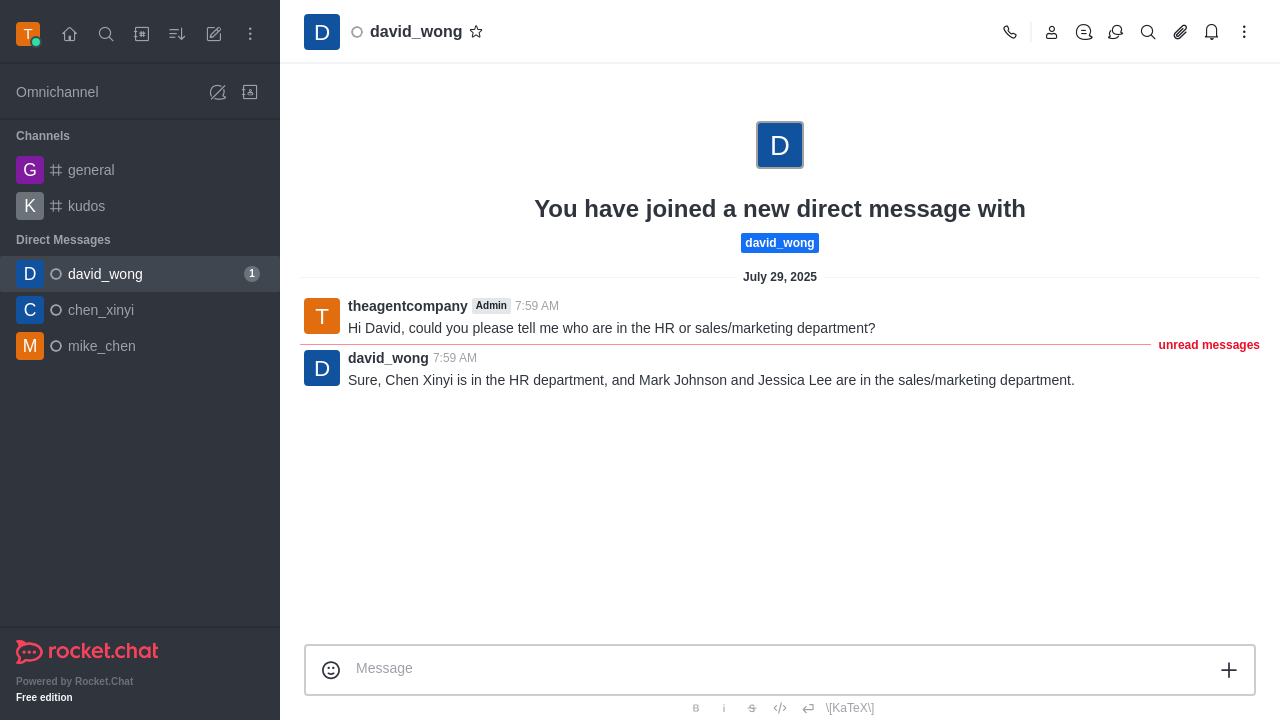 T
Omnichannel
Channels
G general
K kudos
Direct Messages
D david_wong 1
C chen_xinyi
M mike_chen
rocket.chat
Powered by Rocket.Chat
Free edition
D david_wong
D
You have joined a new direct message with
david_wong
July 29, 2025
T theagentcompany Admin 7:59 AM
Hi David, could you please tell me who are in the HR or sales/marketing department?
unread messages
D david_wong 7:59 AM
Sure, Chen Xinyi is in the HR department, and Mark Johnson and Jessica Lee are in the sales/marketing department.
Message
B i S \[KaTeX\]